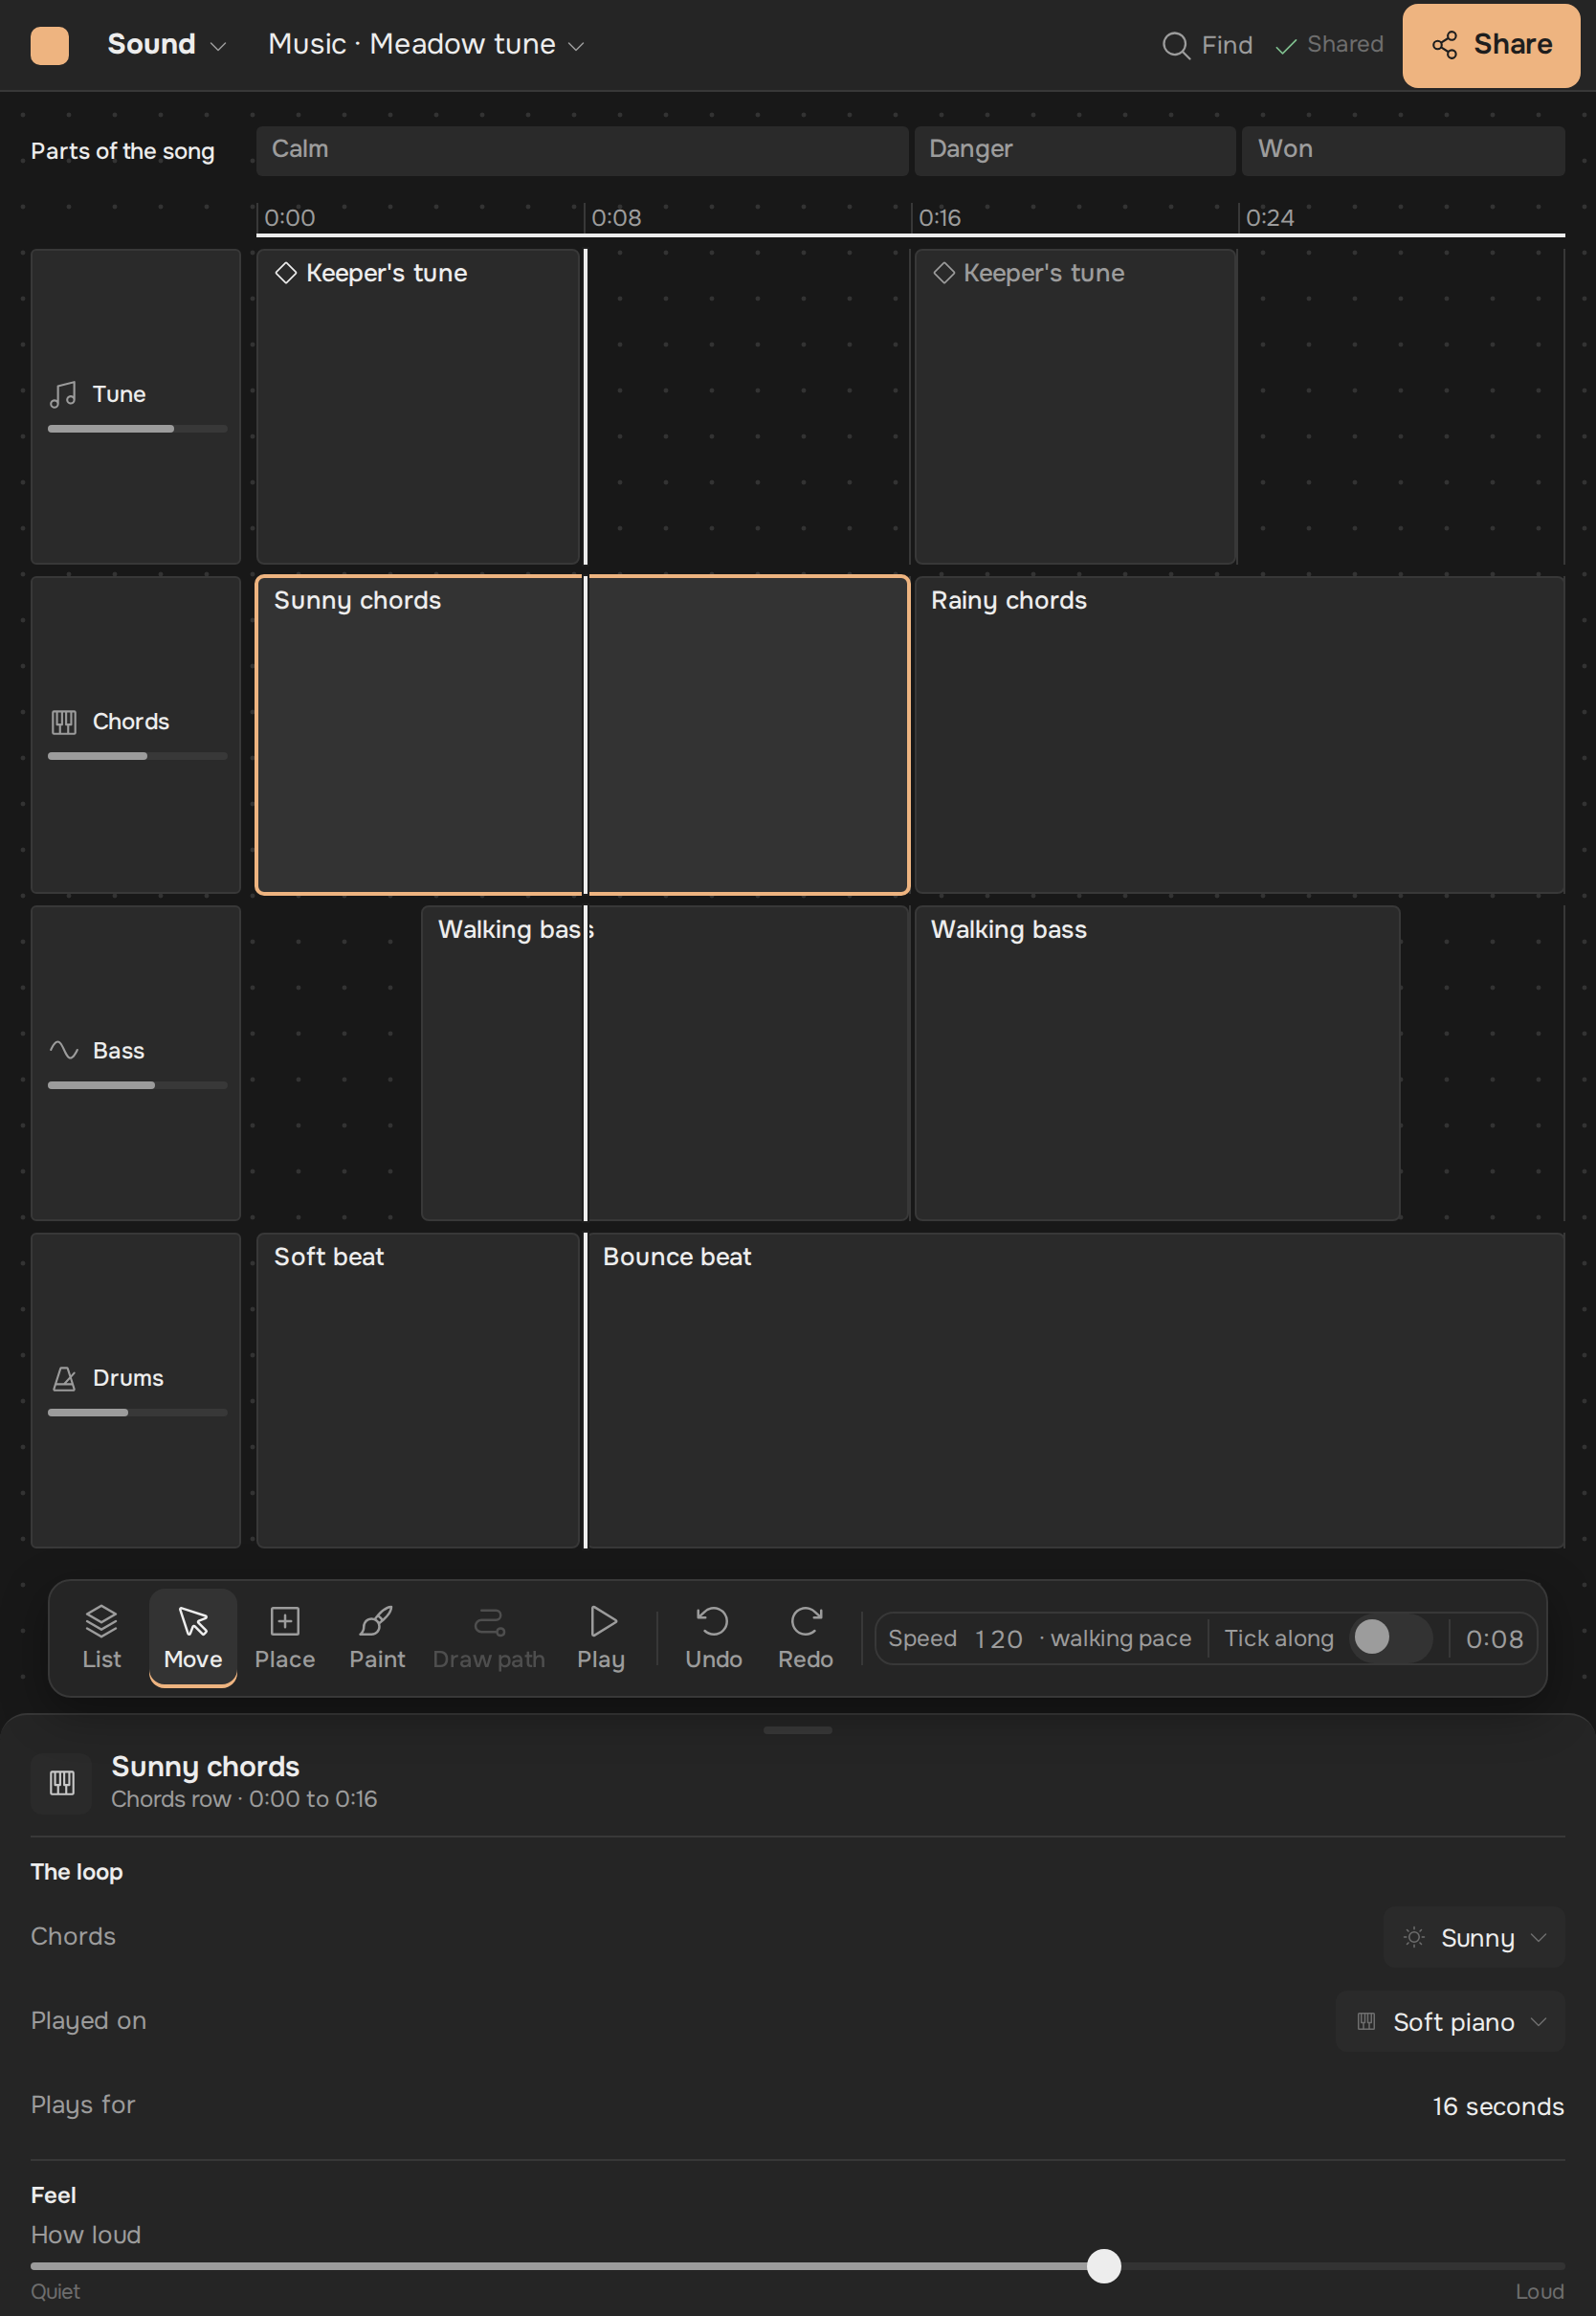 Sound
Music · Meadow tune
Find
Shared
Share
Parts of the song
Calm
Danger
Won
0:00
0:08
0:16
0:24
Keeper's tune
Keeper's tune
Tune
Sunny chords
Rainy chords
Chords
Walking bass
Walking bass
Bass
Soft beat
Bounce beat
Drums
List
Move
Place
Paint
Draw path
Play
Undo
Redo
Speed 120 · walking pace
Tick along
0:08
Sunny chords
Chords row · 0:00 to 0:16
The loop
Chords
Sunny
Played on
Soft piano
Plays for
16 seconds
Feel
How loud
Quiet
Loud